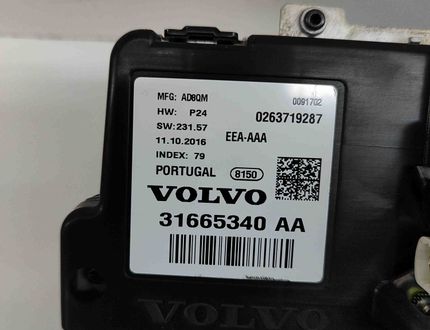 MFG: AD8QM 0091702
HW: P24 0263719287
SW:231.57 EEA-AAA
11.10.2016
INDEX: 79
PORTUGAL 8150
VOLVO
31665340 AA
VOLVO